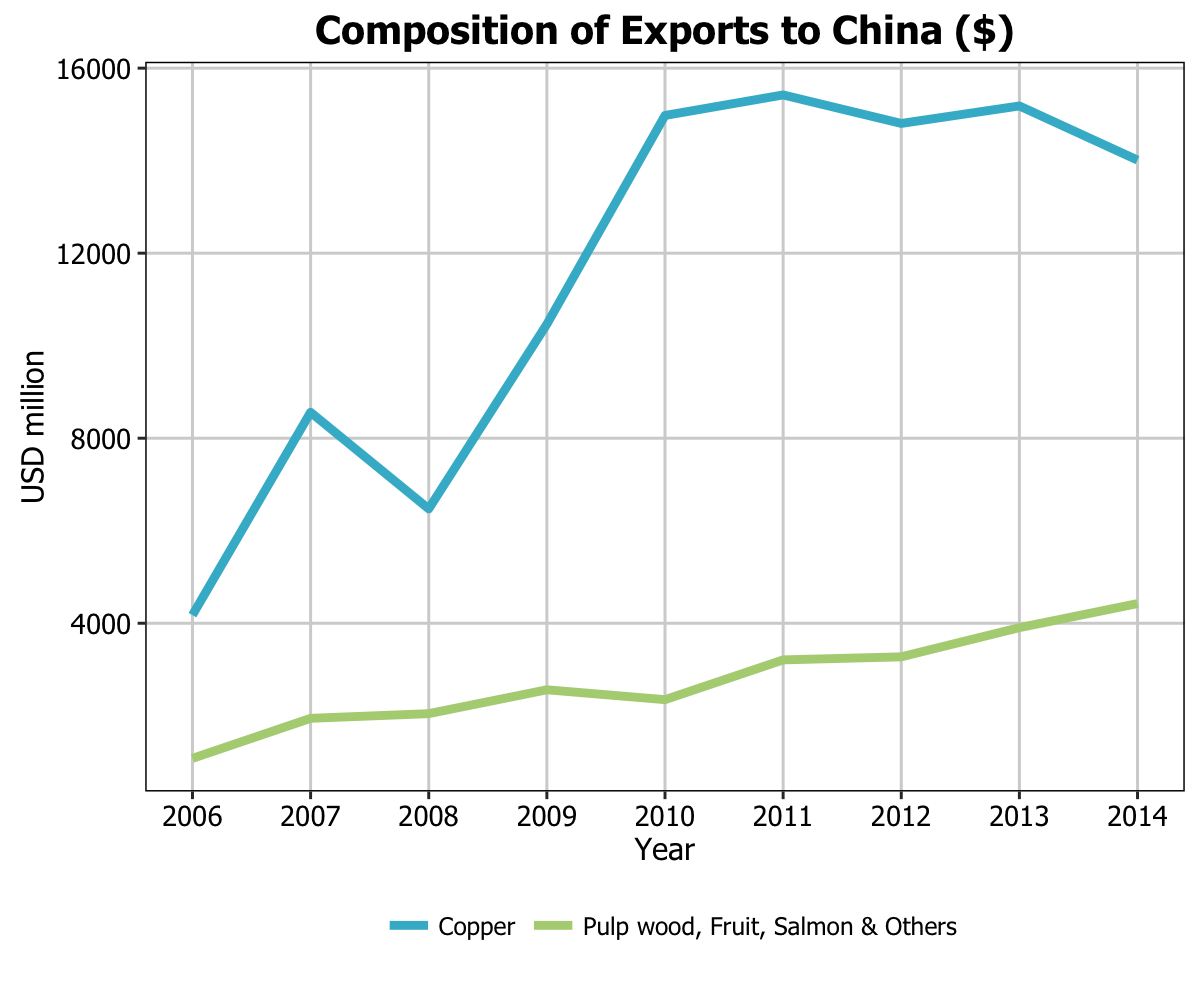 Composition of Exports to China ($)
16000
12000
8000
4000
USD million
2006 2007 2008 2009 2010 2011 2012 2013 2014
Year
Copper Pulp wood, Fruit, Salmon & Others